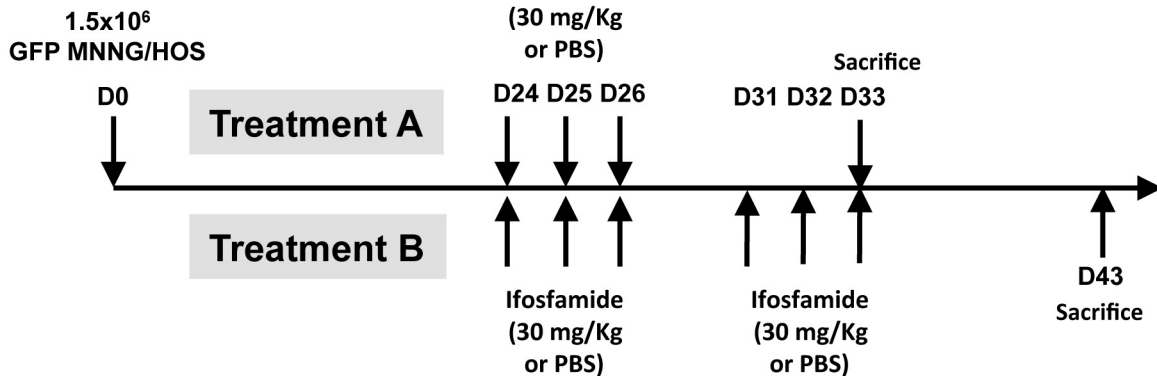 1.5x10⁶
GFP MNNG/HOS
(30 mg/Kg
or PBS)
Sacrifice
D0
D24 D25 D26
D31 D32 D33
Treatment A
Treatment B
Ifosfamide
(30 mg/Kg
or PBS)
Ifosfamide
(30 mg/Kg
or PBS)
D43
Sacrifice